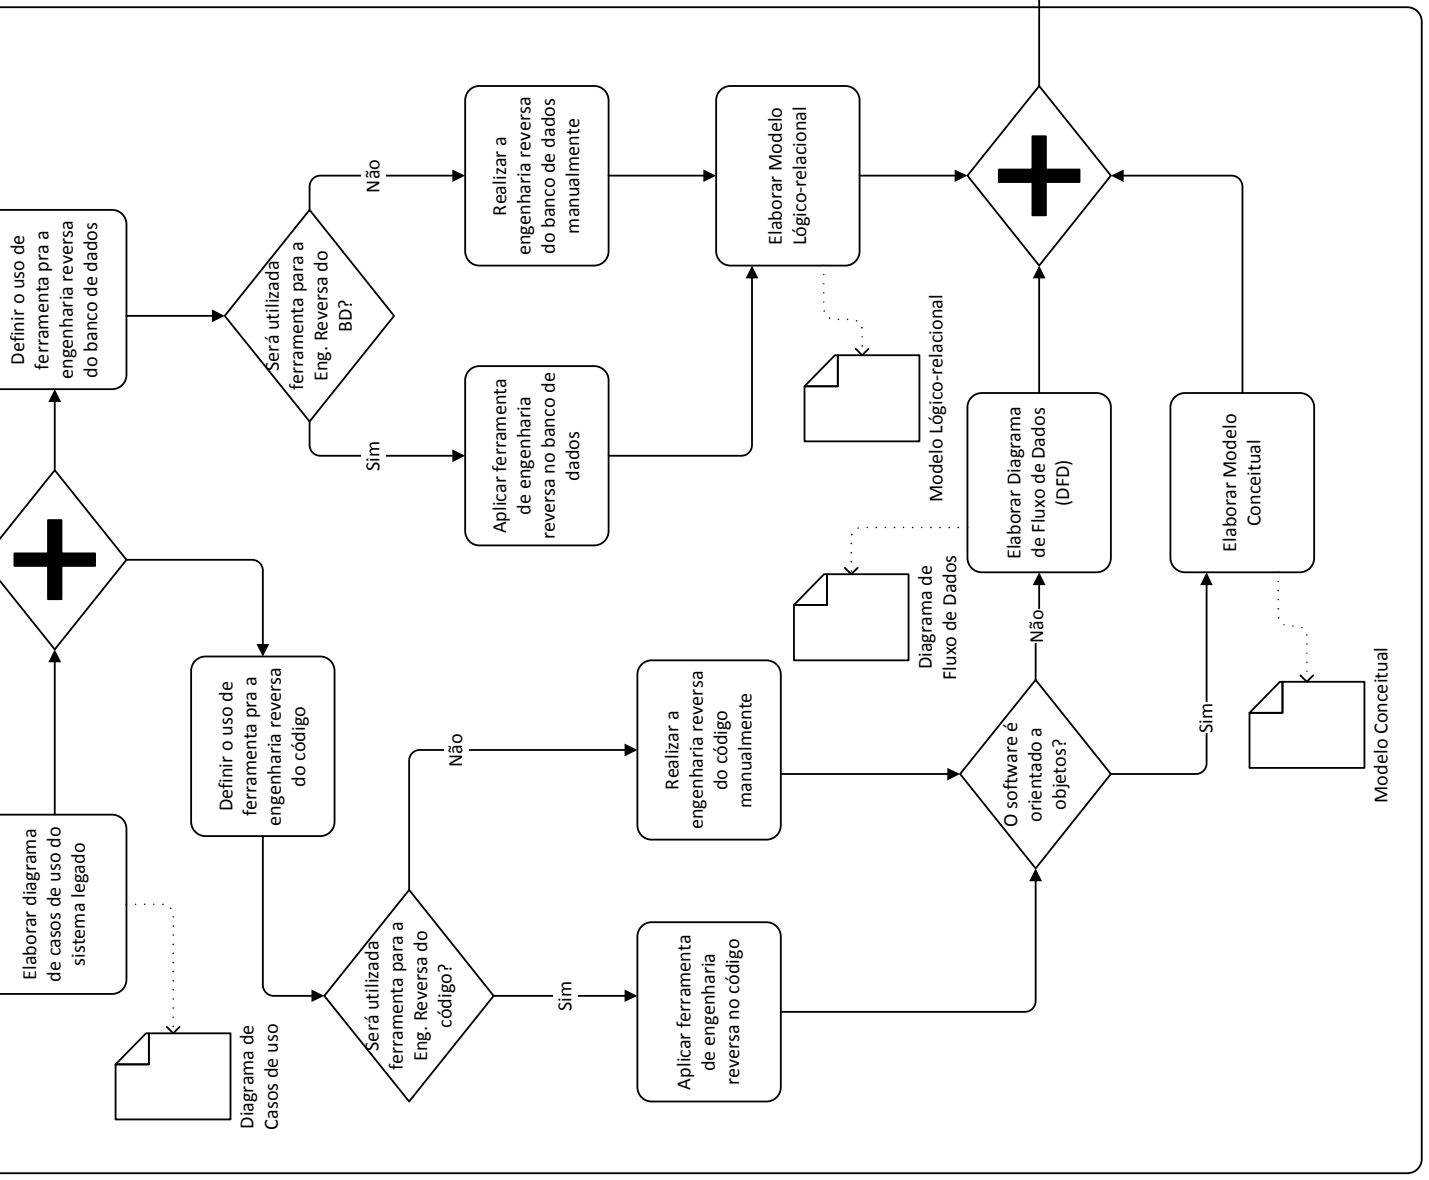 Elaborar diagrama
de casos de uso do
sistema legado
Diagrama de
Casos de uso
Definir o uso de
ferramenta pra a
engenharia reversa
do banco de dados
Será utilizada
ferramenta para a
Eng. Reversa do
BD?
Não
Sim
Realizar a
engenharia reversa
do banco de dados
manualmente
Aplicar ferramenta
de engenharia
reversa no banco de
dados
Elaborar Modelo
Lógico-relacional
Modelo Lógico-relacional
Definir o uso de
ferramenta pra a
engenharia reversa
do código
Será utilizada
ferramenta para a
Eng. Reversa do
código?
Não
Sim
Realizar a
engenharia reversa
do código
manualmente
Aplicar ferramenta
de engenharia
reversa no código
O software é
orientado a
objetos?
Não
Sim
Elaborar Diagrama
de Fluxo de Dados
(DFD)
Diagrama de
Fluxo de Dados
Elaborar Modelo
Conceitual
Modelo Conceitual